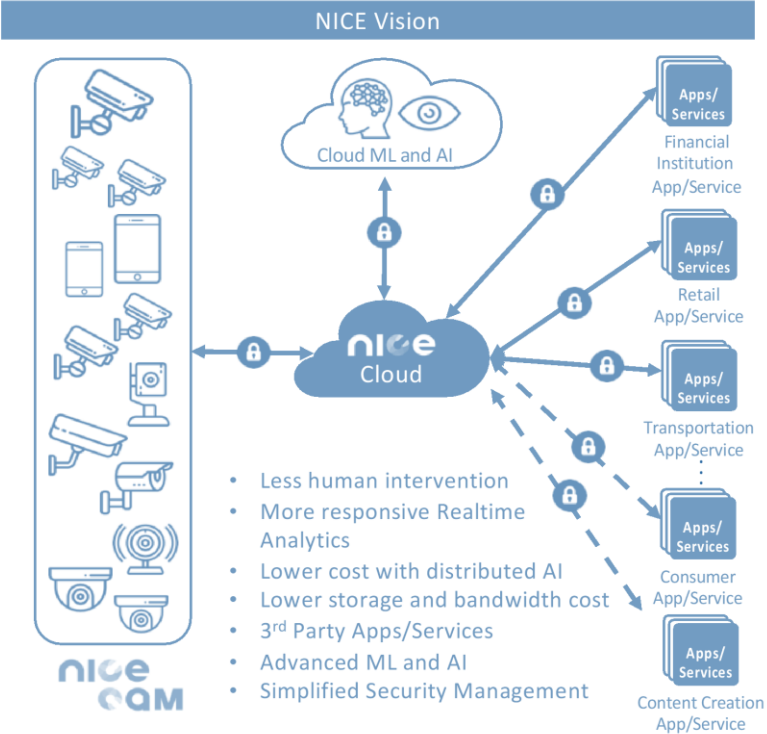 NICE Vision
Cloud ML and AI
nice
Cloud
Apps/
Services
Financial
Institution
App/Service
Apps/
Services
Retail
App/Service
Apps/
Services
Transportation
App/Service
Apps/
Services
Consumer
App/Service
Apps/
Services
Content Creation
App/Service
• Less human intervention
• More responsive Realtime
Analytics
• Lower cost with distributed AI
• Lower storage and bandwidth cost
• 3rd Party Apps/Services
• Advanced ML and AI
• Simplified Security Management
nice
CAM